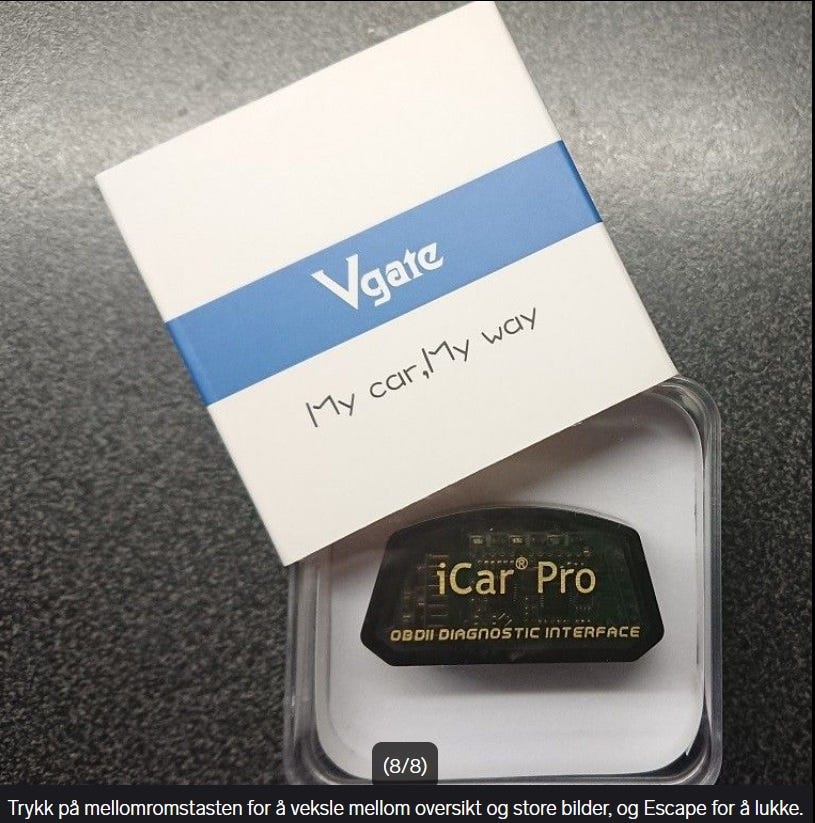 Vgate
My car,My way
iCar® Pro
OBDII DIAGNOSTIC INTERFACE
(8/8)
Trykk på mellomromstasten for å veksle mellom oversikt og store bilder, og Escape for å lukke.